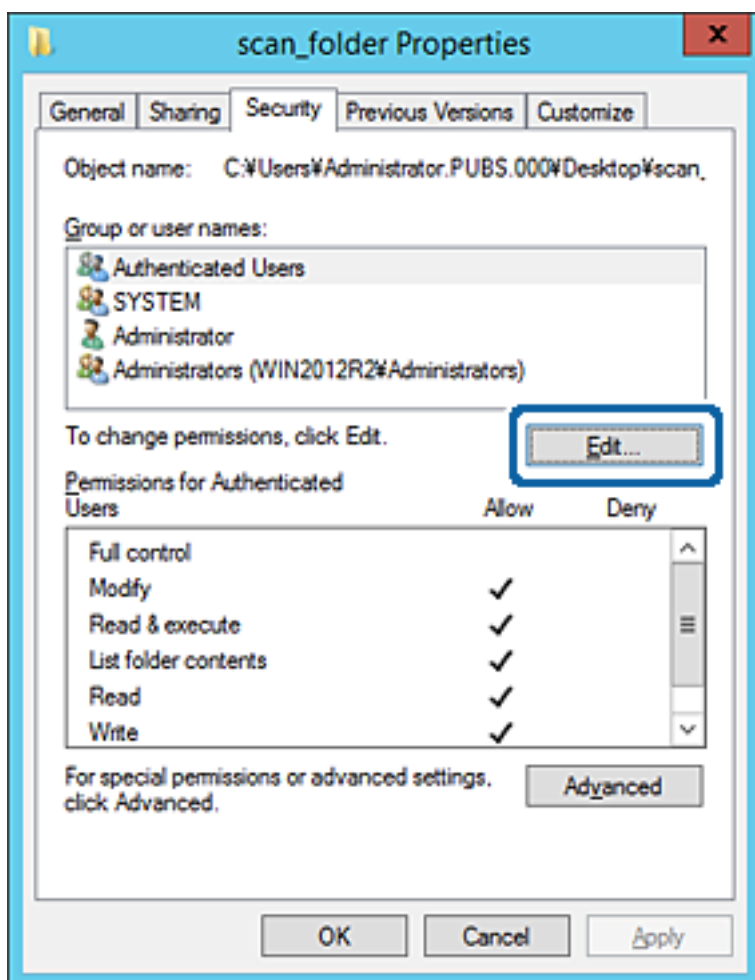 scan_folder Properties
x
General Sharing Security Previous Versions Customize
Object name: C:¥Users¥Administrator.PUBS.000¥Desktop¥scan_
Group or user names:
Authenticated Users
SYSTEM
Administrator
Administrators (WIN2012R2¥Administrators)
To change permissions, click Edit.
Edit...
Permissions for Authenticated
Users Allow Deny
Full control
Modify
Read & execute
List folder contents
Read
Write
For special permissions or advanced settings,
click Advanced.
Advanced
OK Cancel Apply